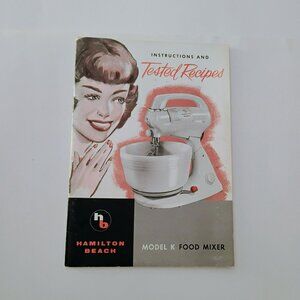 INSTRUCTIONS AND
Tested Recipes
hb
HAMILTON
BEACH
MODEL K FOOD MIXER